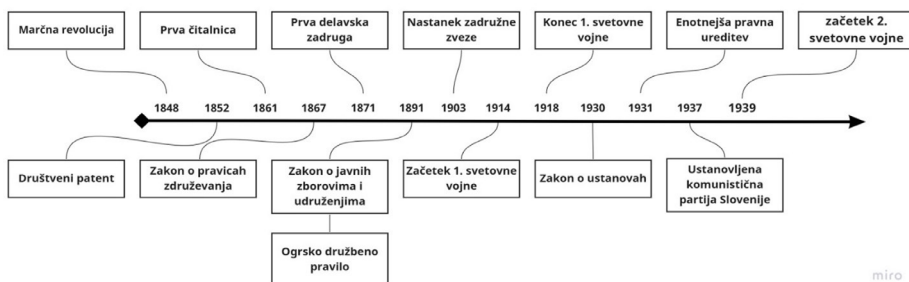 Marčna revolucija
Prva čitalnica
Prva delavska
zadruga
Nastanek zadružne
zveze
Konec 1. svetovne
vojne
Enotnejša pravna
ureditev
začetek 2.
svetovne vojne
1848 1852 1861 1867 1871 1891 1903 1914 1918 1930 1931 1937 1939
Društveni patent
Zakon o pravicah
združevanja
Zakon o javnih
zborovima i
udruženjima
Začetek 1. svetovne
vojne
Zakon o ustanovah
Ustanovljena
komunistična
partija Slovenije
Ogrsko družbeno
pravilo
miro